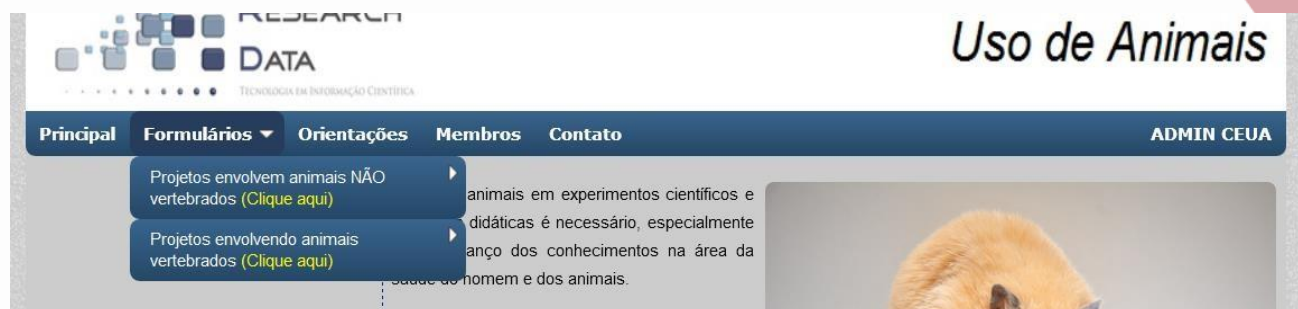 RESEARCH
DATA
TECNOLOGIA EM INFORMAÇÃO CIENTÍFICA
Uso de Animais
Principal Formulários Orientações Membros Contato ADMIN CEUA
Projetos envolvem animais NÃO
vertebrados (Clique aqui)
Projetos envolvendo animais
vertebrados (Clique aqui)
animais em experimentos científicos e
didáticas é necessário, especialmente
anço dos conhecimentos na área da
saúde do homem e dos animais.